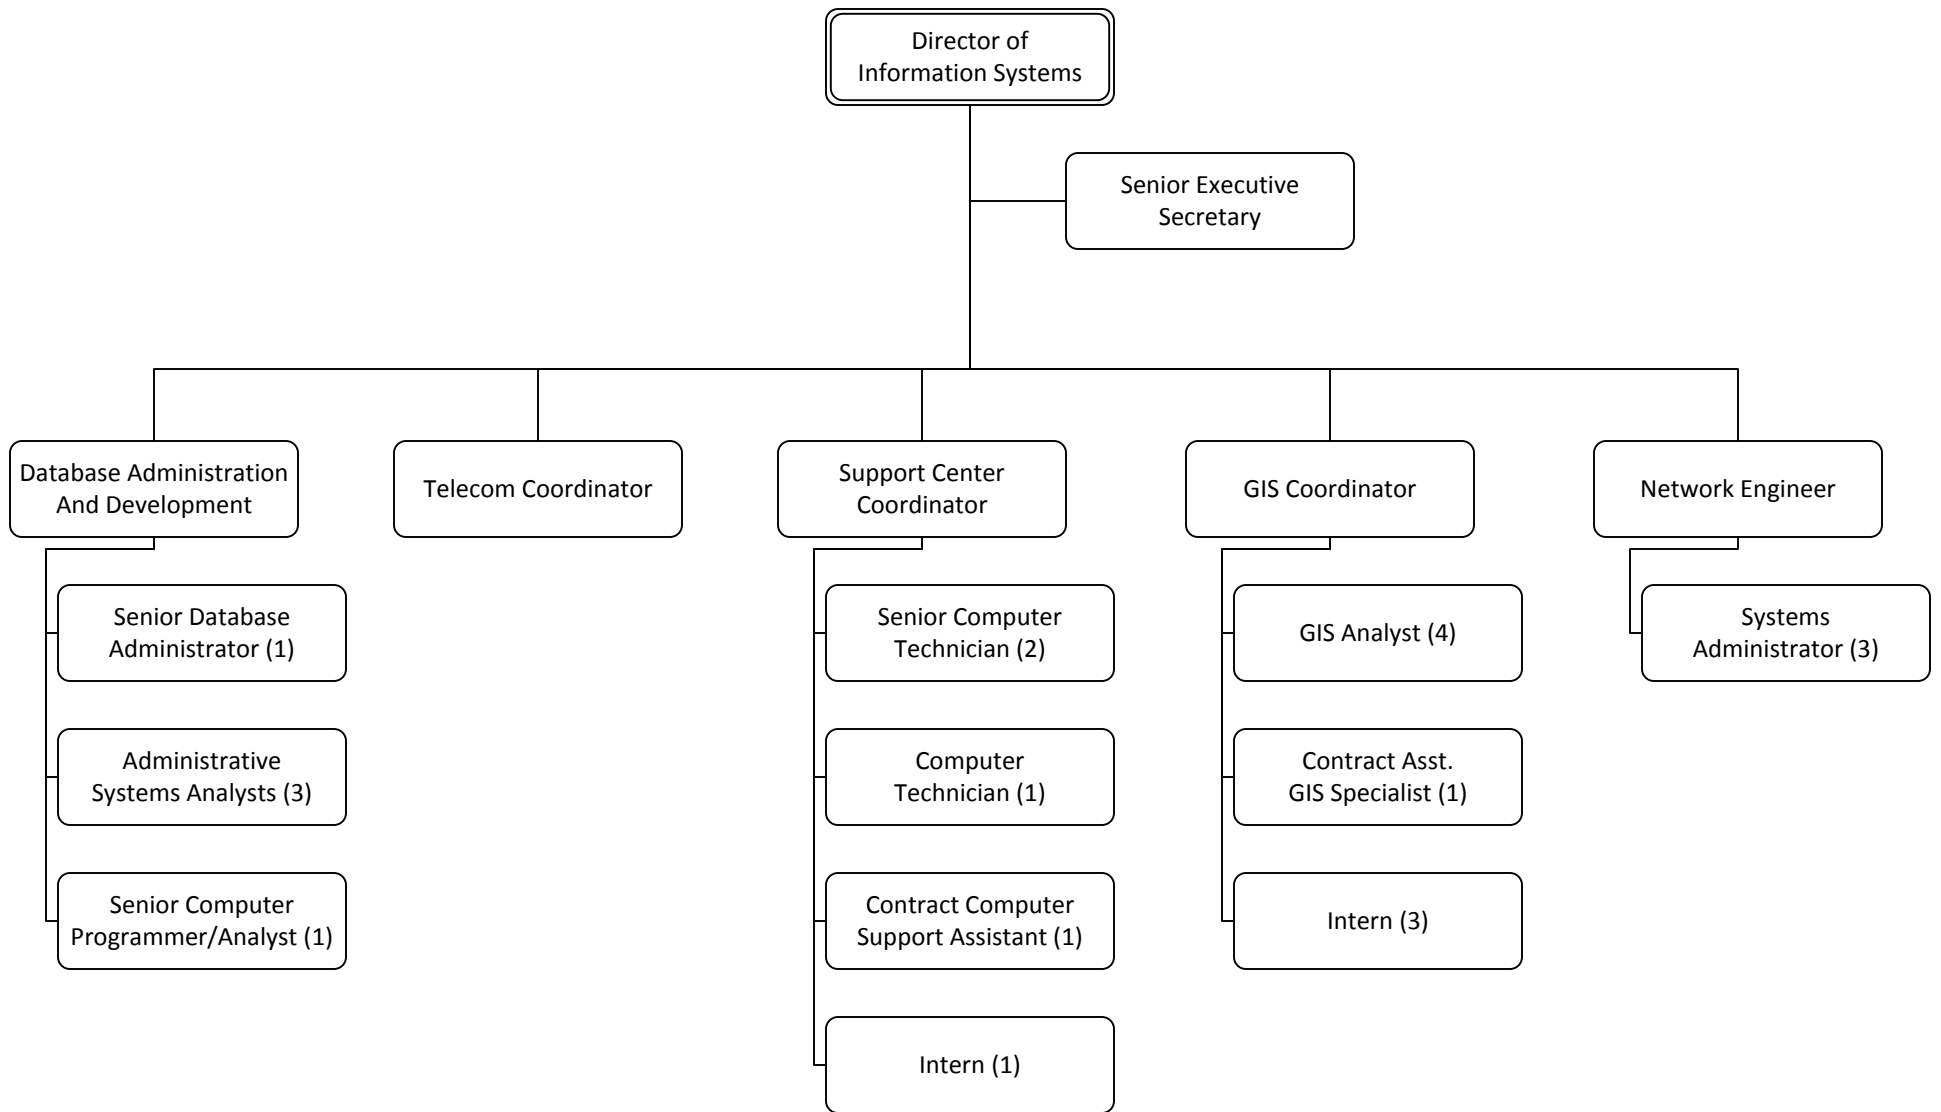 Director of
Information Systems
Senior Executive
Secretary
Database Administration
And Development
Telecom Coordinator
Support Center
Coordinator
GIS Coordinator
Network Engineer
Senior Database
Administrator (1)
Administrative
Systems Analysts (3)
Senior Computer
Programmer/Analyst (1)
Senior Computer
Technician (2)
Computer
Technician (1)
Contract Computer
Support Assistant (1)
Intern (1)
GIS Analyst (4)
Contract Asst.
GIS Specialist (1)
Intern (3)
Systems
Administrator (3)